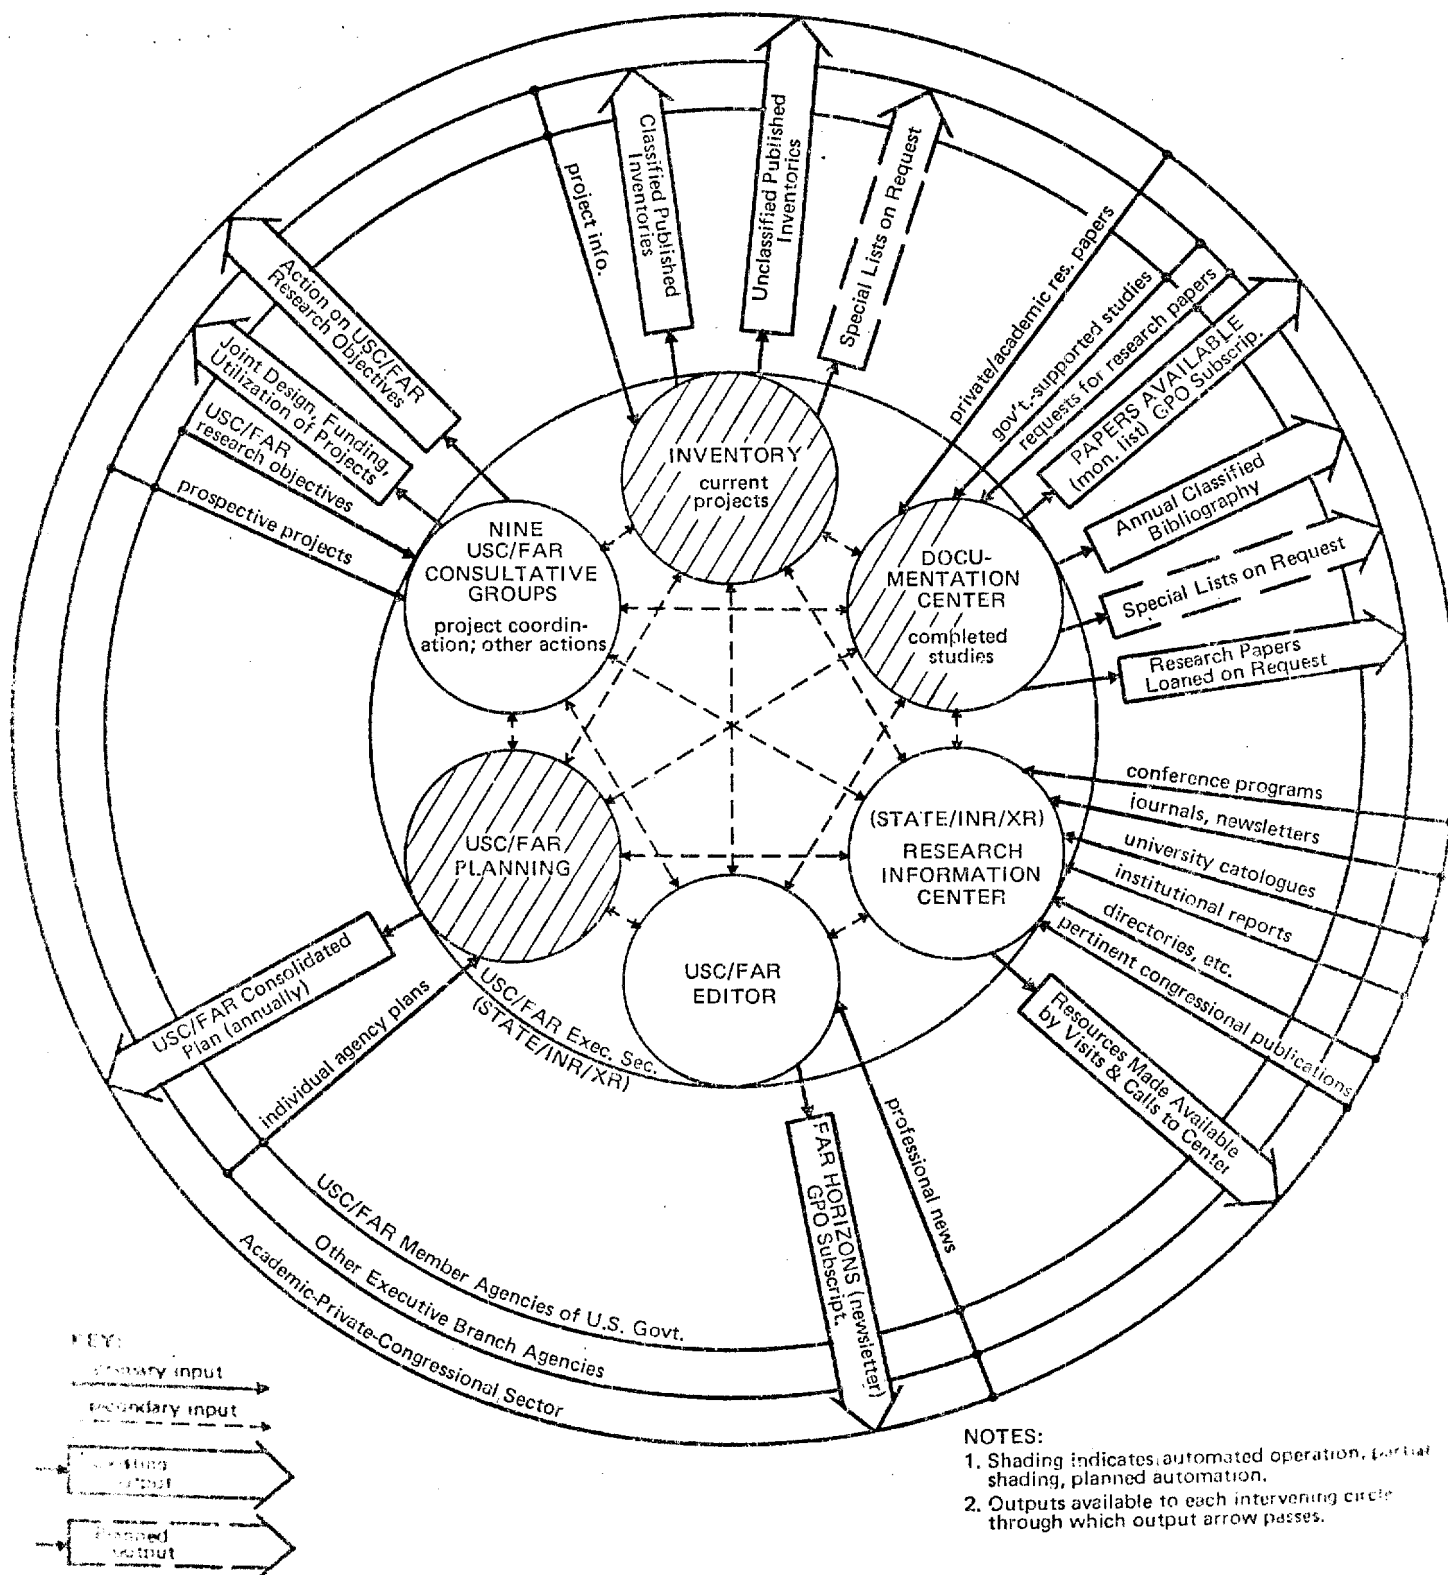 project info.
Classified Published
Inventories
Unclassified Published
Inventorics
Special Lists on Request
private/academic res. papers
gov't.-supported studies
requests for research papers
PAPERS AVAILABLE
(mon. list) GPO Subscrip.
Annual Classified
Bibliography
Special Lists on Request
Research Papers
Loaned on Request
Action on USC/FAR
Research Objectives
Joint Design, Funding,
Utilization of Projects
USC/FAR
research objectives
prospective projects
INVENTORY
current
projects
NINE
USC/FAR
CONSULTATIVE
GROUPS
project coordin-
ation; other actions
DOCU-
MENTATION
CENTER
completed
studies
USC/FAR
PLANNING
USC/FAR
EDITOR
(STATE/INR/XR)
RESEARCH
INFORMATION
CENTER
conference programs
journals, newsletters
university catologues
institutional reports
directories, etc.
pertinent congressional publications
Resources Made Available
by Visits & Calls to Center
professional news
FAR HORIZONS (newsletter)
GPO Subscript.
USC/FAR Exec. Sec.
(STATE/INR/XR)
USC/FAR Consolidated
Plan (annually)
individual agency plans
USC/FAR Member Agencies of U.S. Govt.
Other Executive Branch Agencies
Academic-Private-Congressional Sector
KEY:
input
secondary input
output
Planned
output
NOTES:
1. Shading indicates automated operation, partial
shading, planned automation.
2. Outputs available to each intervening circle
through which output arrow passes.